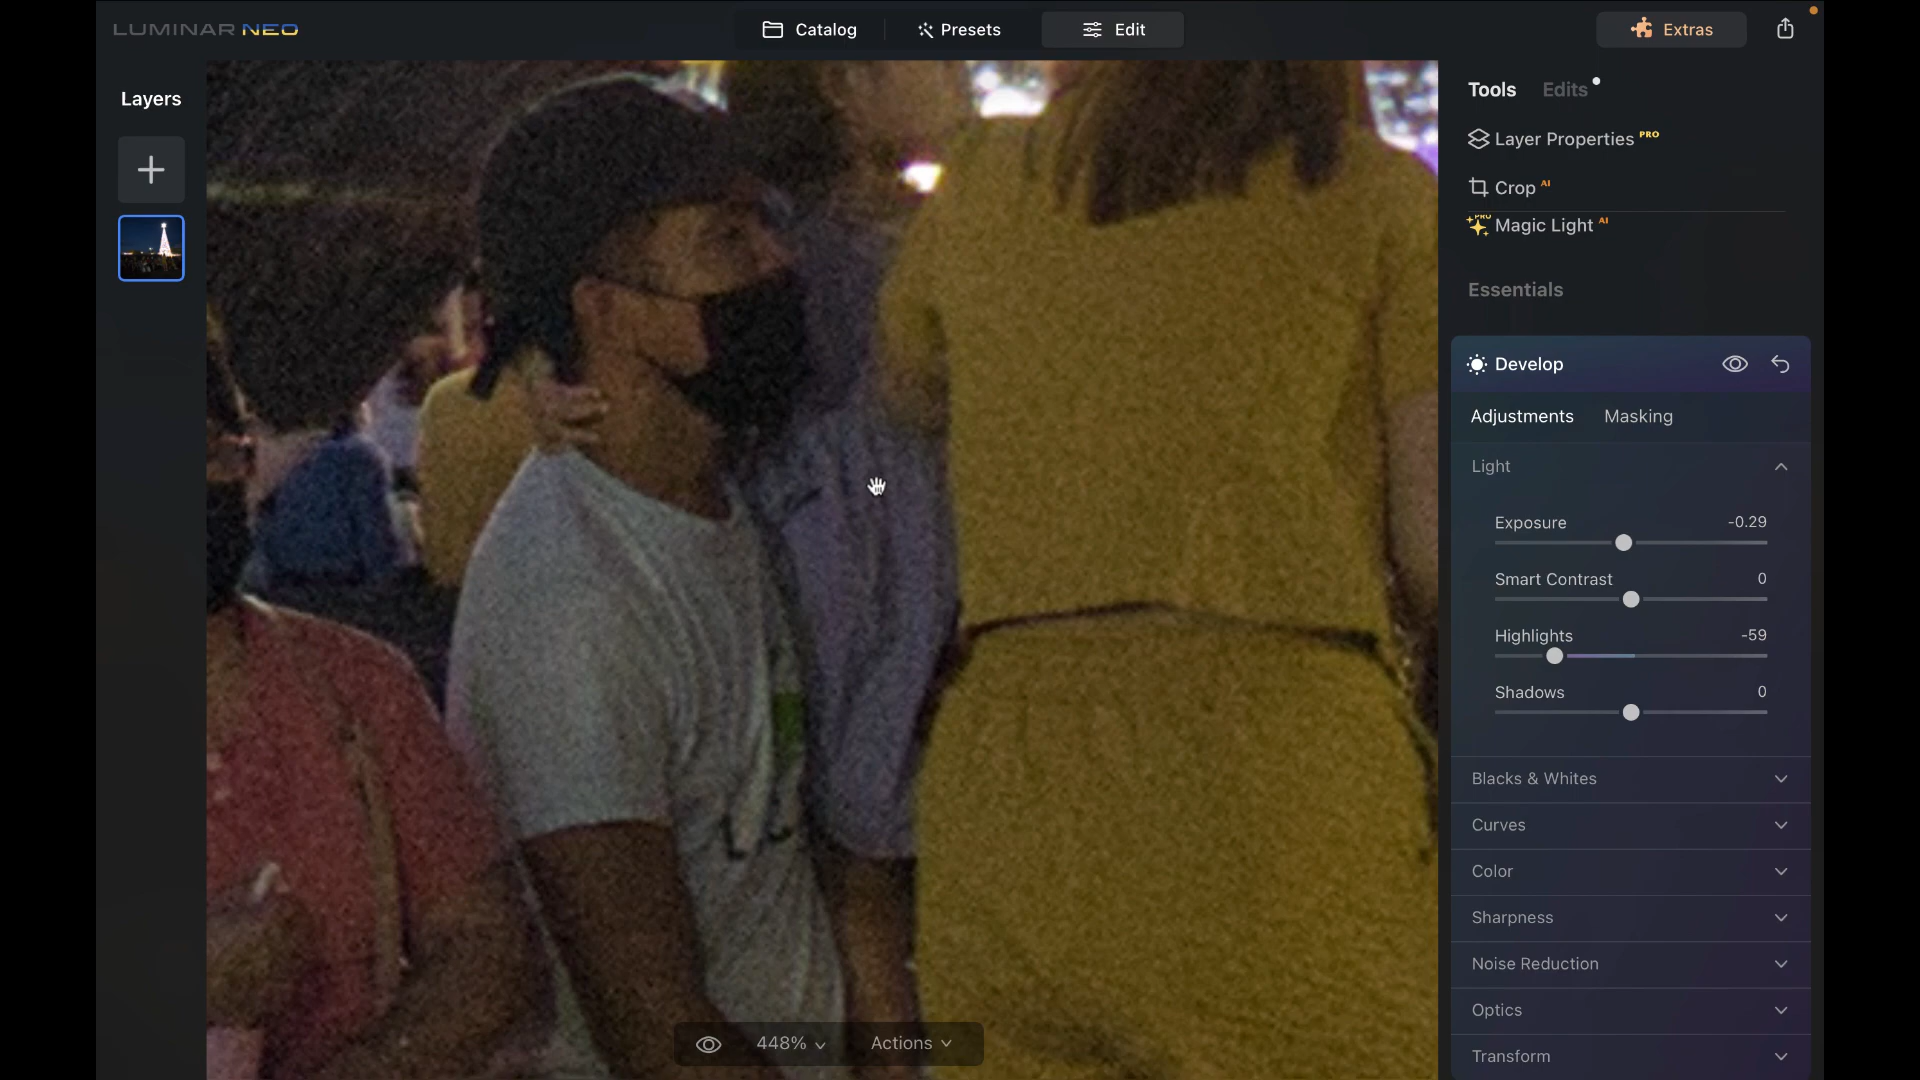 LUMINAR NEO
Catalog
Presets
Edit
Extras
Layers
Tools
Edits
Layer Properties PRO
Crop AI
PRO
Magic Light AI
Essentials
Develop
Adjustments
Masking
Light
Exposure -0.29
Smart Contrast 0
Highlights -59
Shadows 0
Blacks & Whites
Curves
Color
Sharpness
Noise Reduction
Optics
Transform
448%
Actions